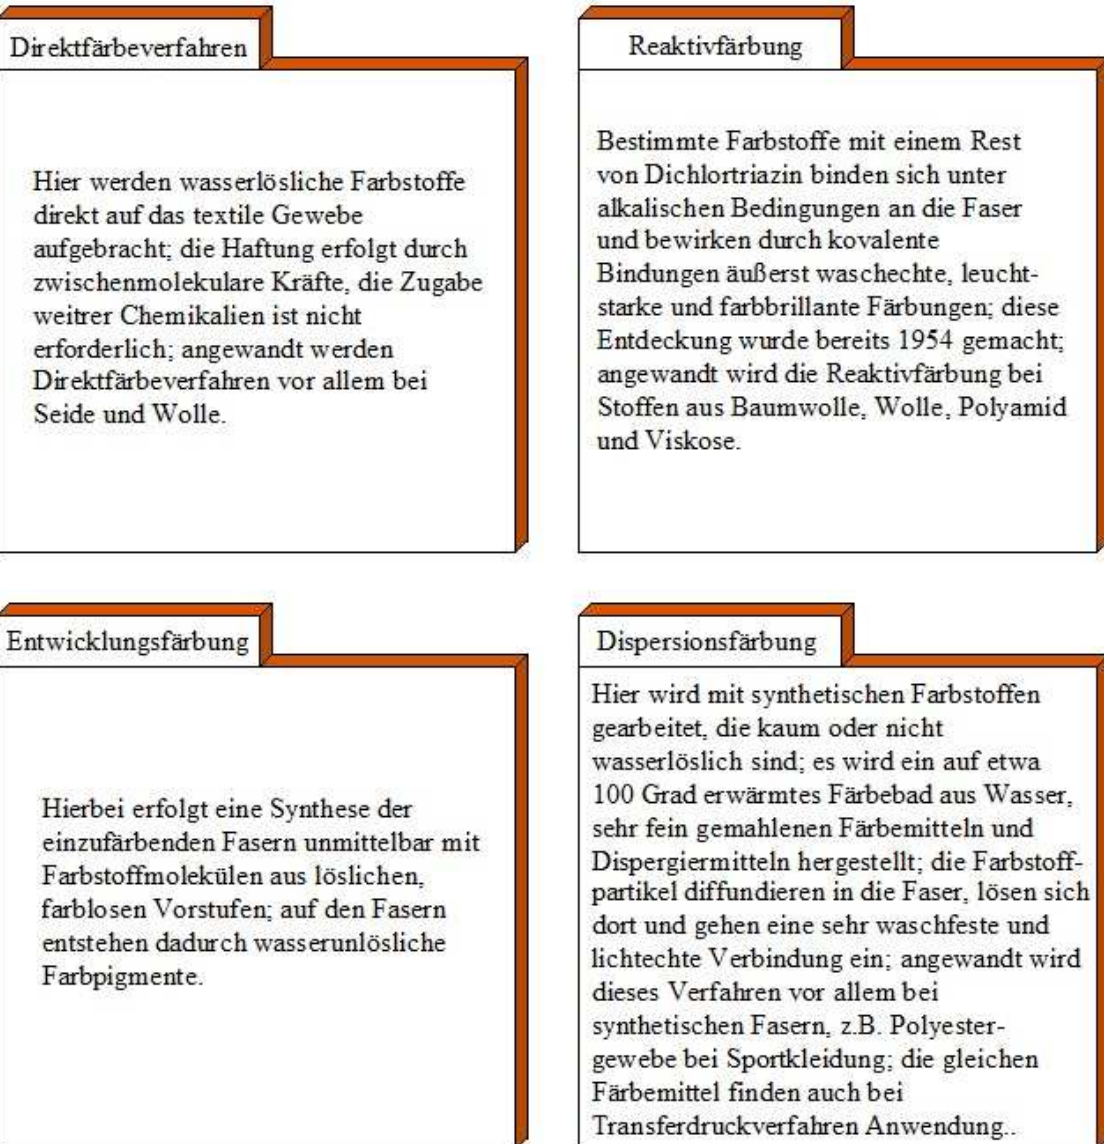 Direktfärbeverfahren
Hier werden wasserlösliche Farbstoffe
direkt auf das textile Gewebe
aufgebracht; die Haftung erfolgt durch
zwischenmolekulare Kräfte, die Zugabe
weitrer Chemikalien ist nicht
erforderlich; angewandt werden
Direktfärbeverfahren vor allem bei
Seide und Wolle.
Reaktivfärbung
Bestimmte Farbstoffe mit einem Rest
von Dichlortriazin binden sich unter
alkalischen Bedingungen an die Faser
und bewirken durch kovalente
Bindungen äußerst waschechte, leucht-
starke und farbbrillante Färbungen; diese
Entdeckung wurde bereits 1954 gemacht;
angewandt wird die Reaktivfärbung bei
Stoffen aus Baumwolle, Wolle, Polyamid
und Viskose.
Entwicklungsfärbung
Hierbei erfolgt eine Synthese der
einzufärbenden Fasern unmittelbar mit
Farbstoffmolekülen aus löslichen,
farblosen Vorstufen; auf den Fasern
entstehen dadurch wasserunlösliche
Farbpigmente.
Dispersionsfärbung
Hier wird mit synthetischen Farbstoffen
gearbeitet, die kaum oder nicht
wasserlöslich sind; es wird ein auf etwa
100 Grad erwärmtes Färbebad aus Wasser,
sehr fein gemahlenen Färbemitteln und
Dispergiermitteln hergestellt; die Farbstoff-
partikel diffundieren in die Faser, lösen sich
dort und gehen eine sehr waschfeste und
lichtechte Verbindung ein; angewandt wird
dieses Verfahren vor allem bei
synthetischen Fasern, z.B. Polyester-
gewebe bei Sportkleidung; die gleichen
Färbemittel finden auch bei
Transferdruckverfahren Anwendung..